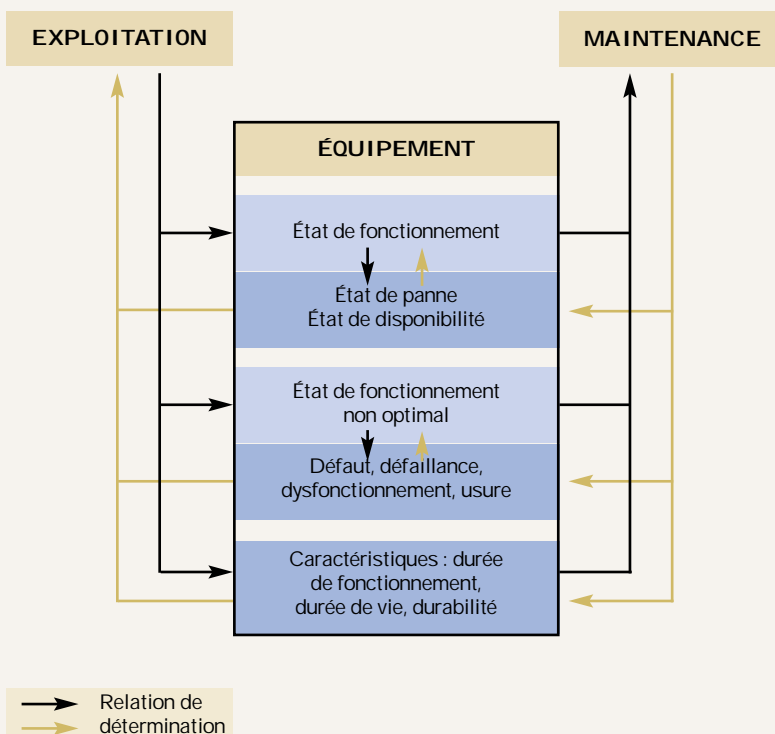 EXPLOITATION
MAINTENANCE
ÉQUIPEMENT
État de fonctionnement
État de panne
État de disponibilité
État de fonctionnement
non optimal
Défaut, défaillance,
dysfonctionnement, usure
Caractéristiques : durée
de fonctionnement,
durée de vie, durabilité
Relation de
détermination